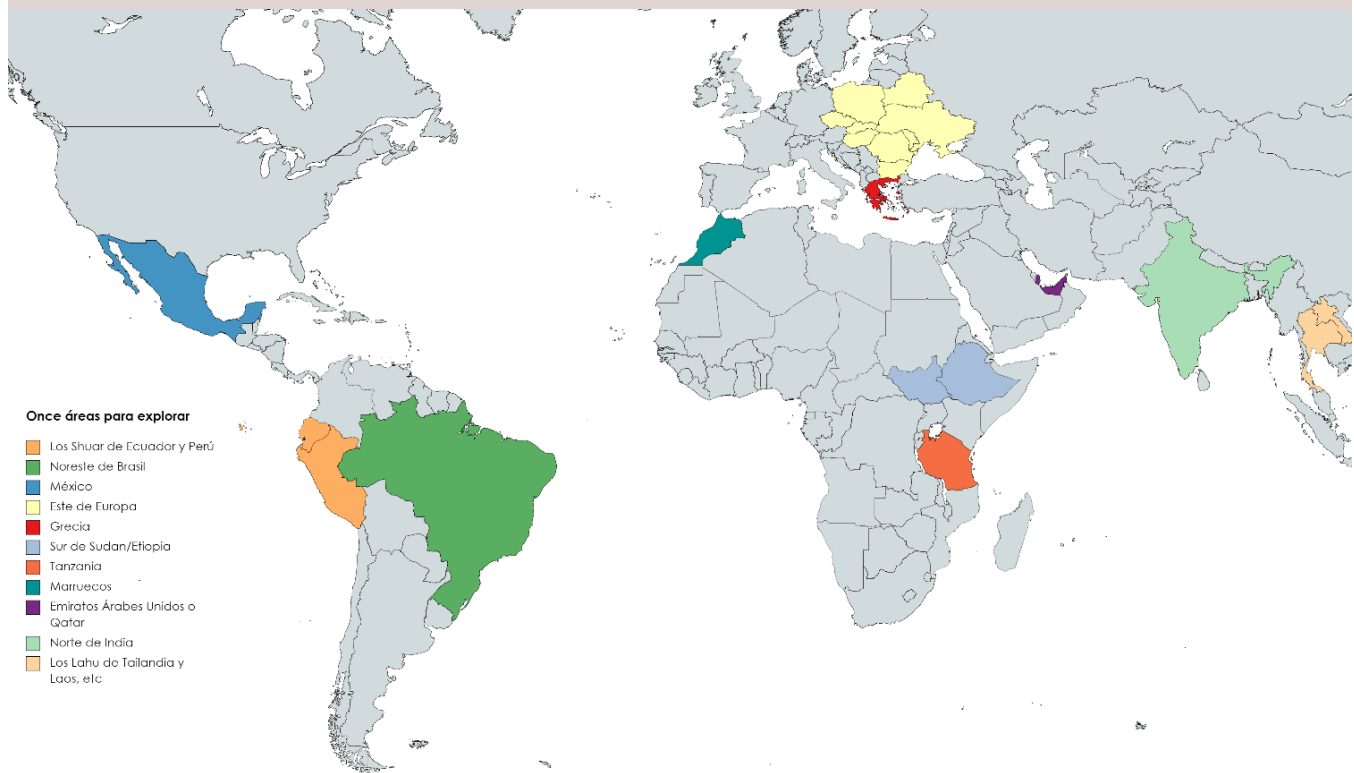 Once áreas para explorar
Los Shuar de Ecuador y Perú
Noreste de Brasil
México
Este de Europa
Grecia
Sur de Sudan/Etiopia
Tanzania
Marruecos
Emiratos Árabes Unidos o
Qatar
Norte de India
Los Lahu de Tailandia y
Laos, etc